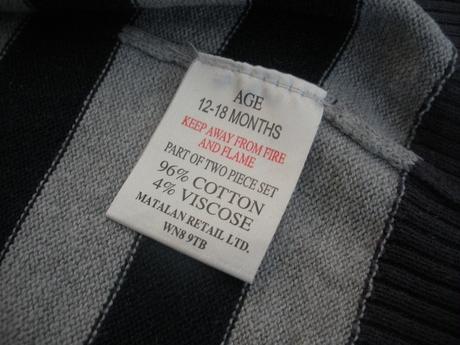 AGE
12-18 MONTHS
KEEP AWAY FROM FIRE
AND FLAME
PART OF TWO PIECE SET
96% COTTON
4% VISCOSE
MATALAN RETAIL LTD.
WN8 9TB